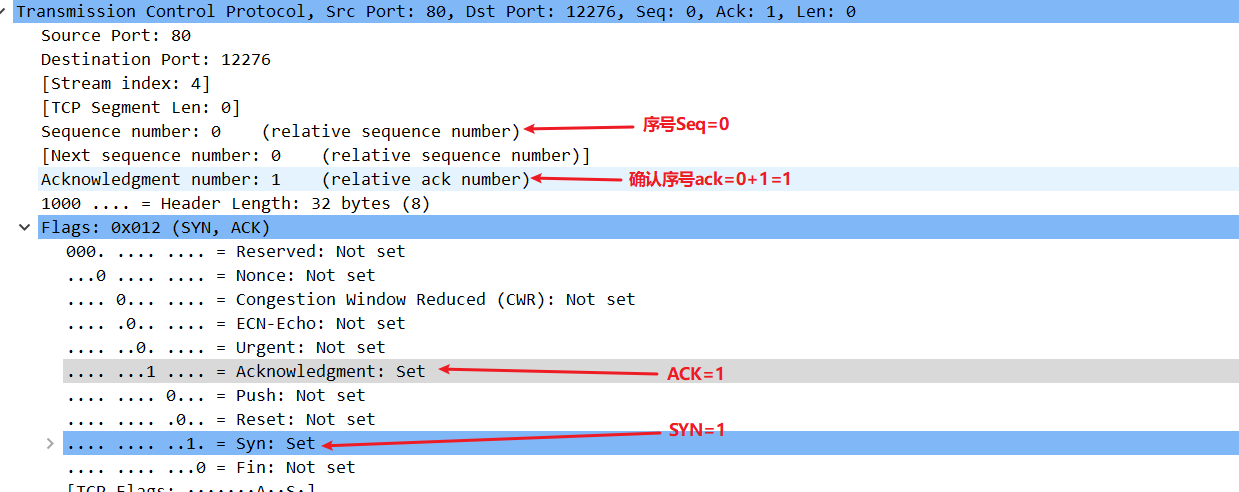 Transmission Control Protocol, Src Port: 80, Dst Port: 12276, Seq: 0, Ack: 1, Len: 0
Source Port: 80
Destination Port: 12276
[Stream index: 4]
[TCP Segment Len: 0]
Sequence number: 0    (relative sequence number) 序号Seq=0
[Next sequence number: 0    (relative sequence number)]
Acknowledgment number: 1    (relative ack number) 确认序号ack=0+1=1
1000 .... = Header Length: 32 bytes (8)
Flags: 0x012 (SYN, ACK)
000. .... .... = Reserved: Not set
...0 .... .... = Nonce: Not set
.... 0... .... = Congestion Window Reduced (CWR): Not set
.... .0.. .... = ECN-Echo: Not set
.... ..0. .... = Urgent: Not set
.... ...1 .... = Acknowledgment: Set ACK=1
.... .... 0... = Push: Not set
.... .... .0.. = Reset: Not set
.... .... ..1. = Syn: Set SYN=1
.... .... ...0 = Fin: Not set
[TCP Flags: ·······A··S·]